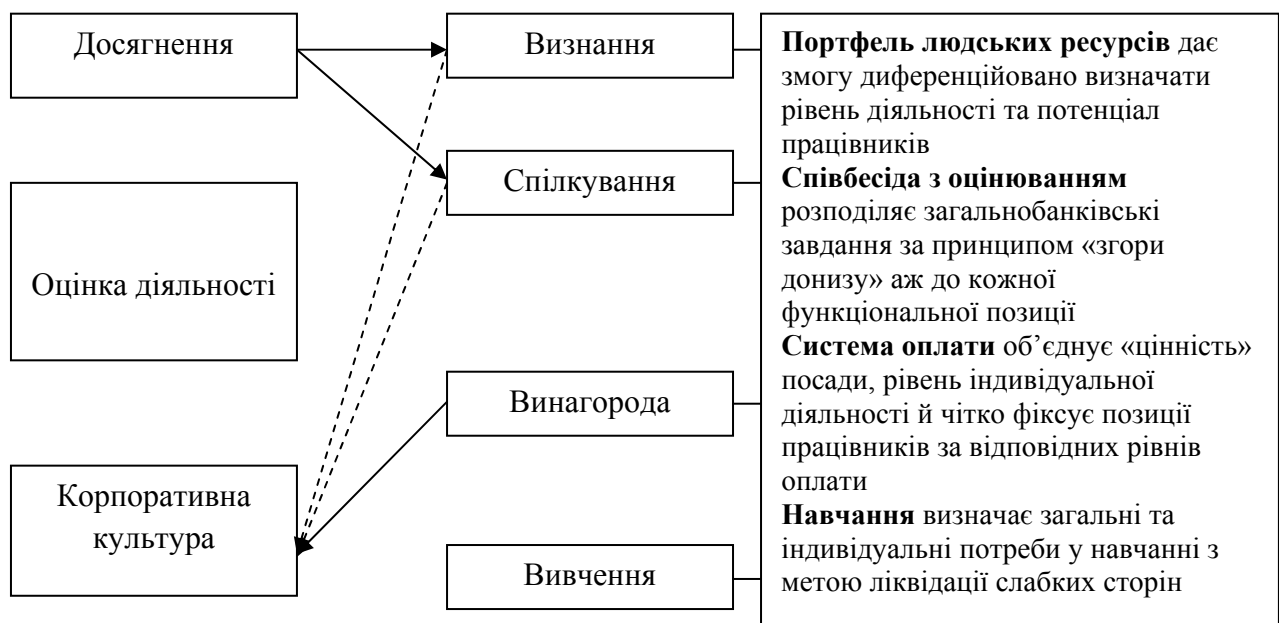 Досягнення
Оцінка діяльності
Корпоративна
культура
Визнання
Спілкування
Винагорода
Вивчення
Портфель людських ресурсів дає
змогу диференційовано визначати
рівень діяльності та потенціал
працівників
Співбесіда з оцінюванням
розподіляє загальнобанківські
завдання за принципом «згори
донизу» аж до кожної
функціональної позиції
Система оплати об’єднує «цінність»
посади, рівень індивідуальної
діяльності й чітко фіксує позиції
працівників за відповідних рівнів
оплати
Навчання визначає загальні та
індивідуальні потреби у навчанні з
метою ліквідації слабких сторін